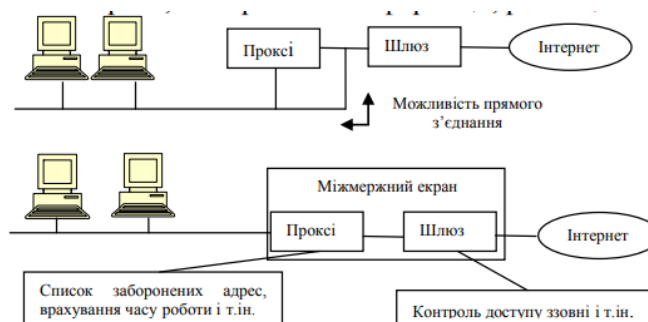 Проксі
Шлюз
Інтернет
Можливість прямого
з’єднання
Міжмержний екран
Проксі
Шлюз
Інтернет
Список заборонених адрес,
врахування часу роботи і т.ін.
Контроль доступу ззовні і т.ін.